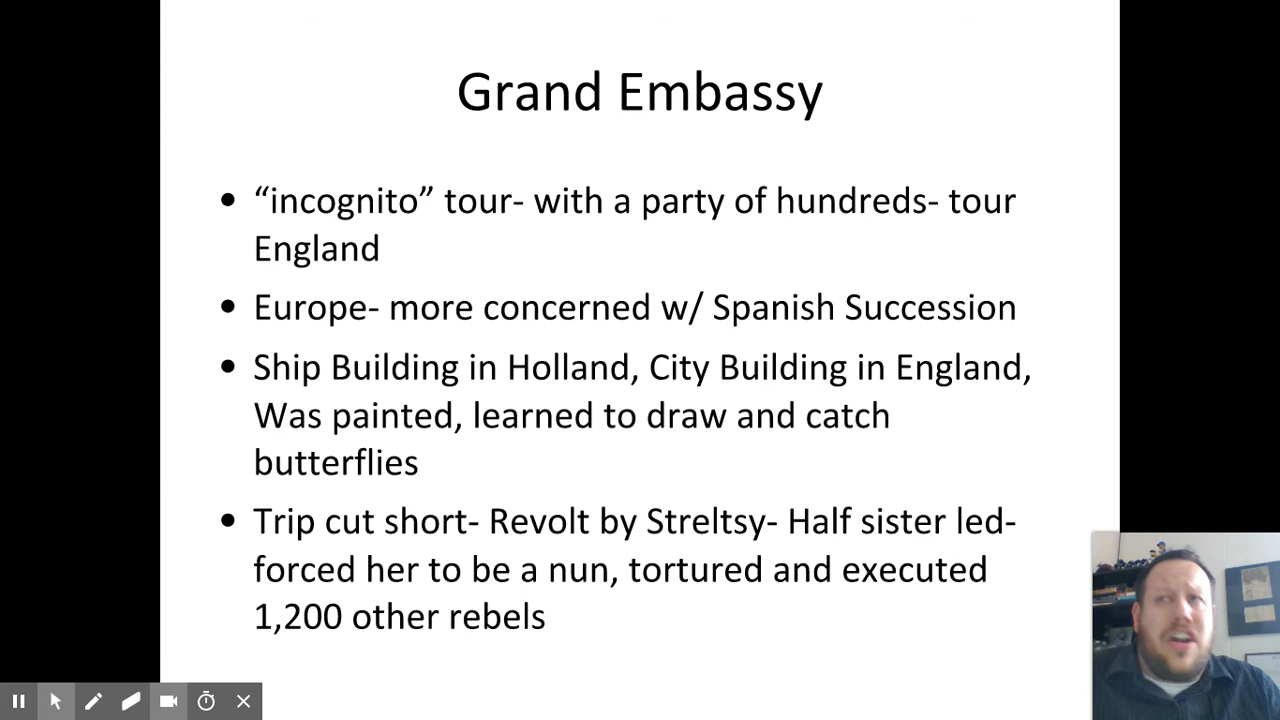 Grand Embassy
• “incognito” tour- with a party of hundreds- tour
England
• Europe- more concerned w/ Spanish Succession
• Ship Building in Holland, City Building in England,
Was painted, learned to draw and catch
butterflies
• Trip cut short- Revolt by Streltsy- Half sister led-
forced her to be a nun, tortured and executed
1,200 other rebels